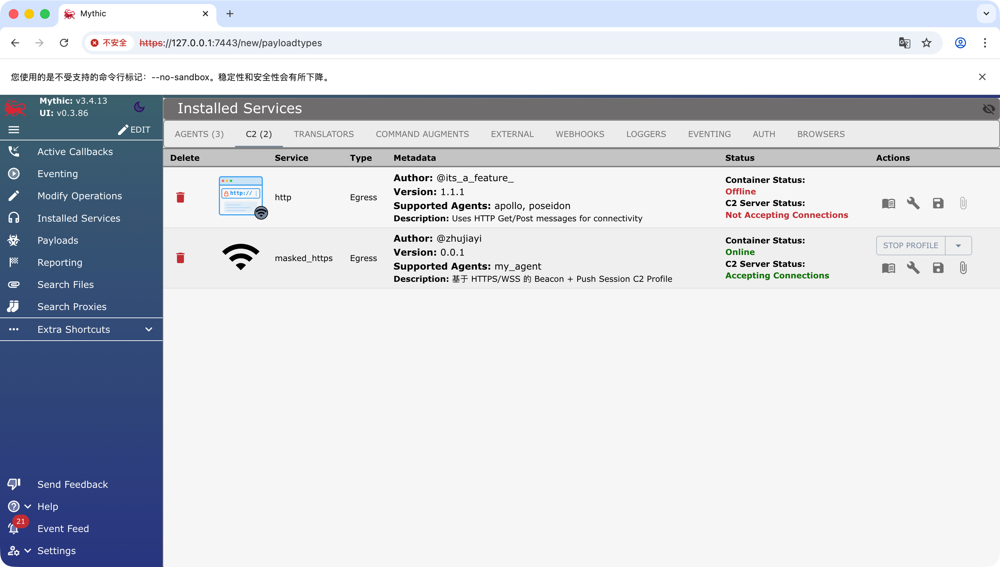 Mythic
不安全
https://127.0.0.1:7443/new/payloadtypes
您使用的是不受支持的命令行标记：--no-sandbox。稳定性和安全性会有所下降。
Mythic: v3.4.13
UI: v0.3.86
EDIT
Active Callbacks
Eventing
Modify Operations
Installed Services
Payloads
Reporting
Search Files
Search Proxies
Extra Shortcuts
Send Feedback
Help
21
Event Feed
Settings
Installed Services
AGENTS (3) C2 (2) TRANSLATORS COMMAND AUGMENTS EXTERNAL WEBHOOKS LOGGERS EVENTING AUTH BROWSERS
Delete Service Type Metadata Status Actions
http://
http
Egress
Author: @its_a_feature_
Version: 1.1.1
Supported Agents: apollo, poseidon
Description: Uses HTTP Get/Post messages for connectivity
Container Status:
Offline
C2 Server Status:
Not Accepting Connections
masked_https
Egress
Author: @zhujiayi
Version: 0.0.1
Supported Agents: my_agent
Description: 基于 HTTPS/WSS 的 Beacon + Push Session C2 Profile
Container Status:
Online
C2 Server Status:
Accepting Connections
STOP PROFILE